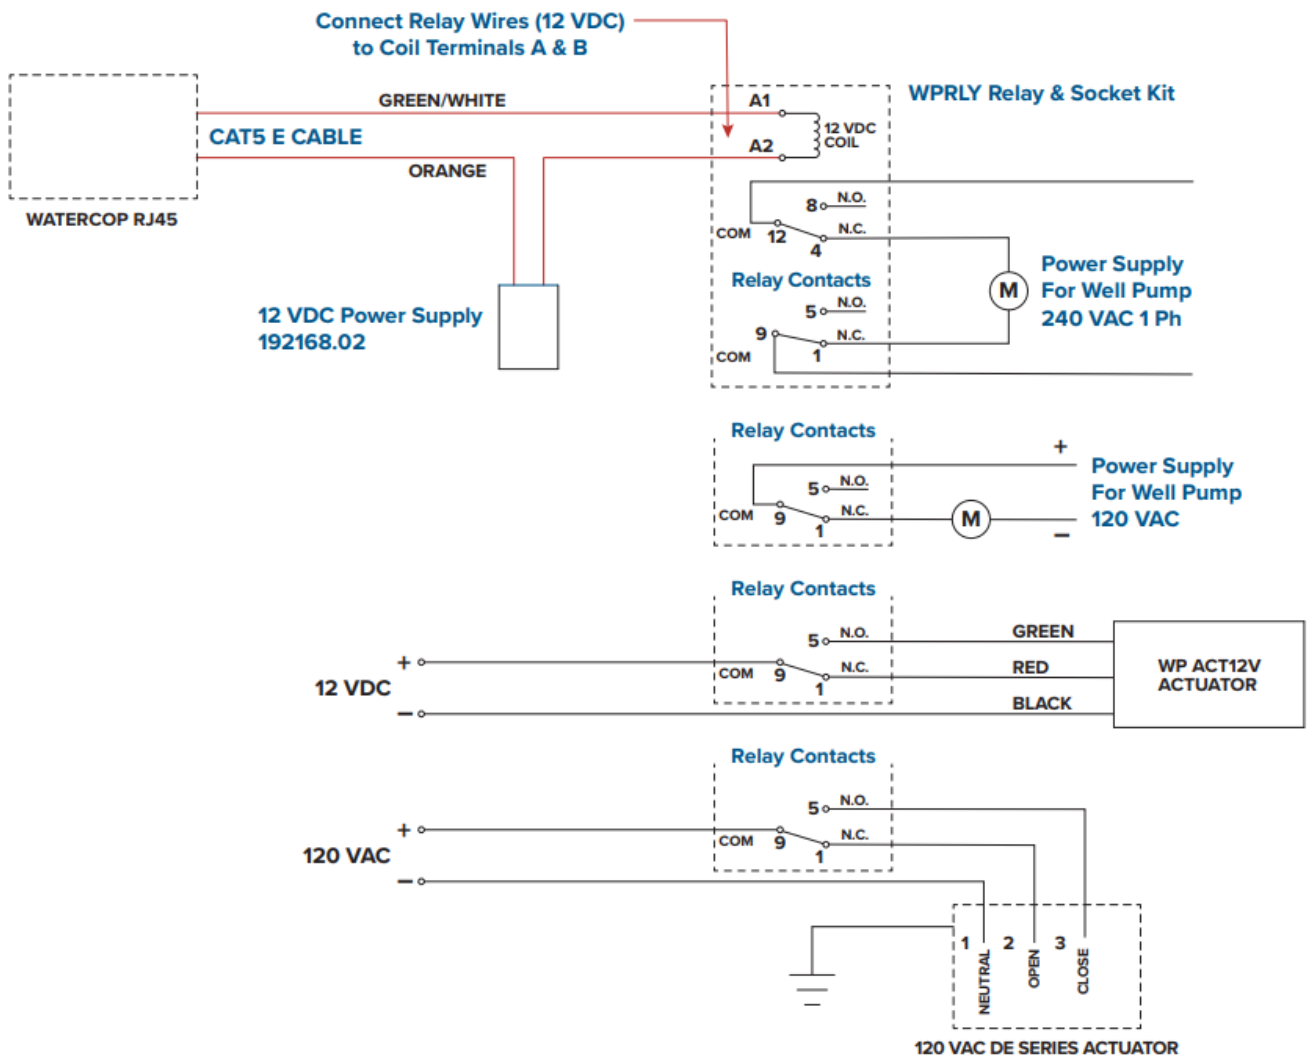 Connect Relay Wires (12 VDC)
to Coil Terminals A & B
GREEN/WHITE
CAT5 E CABLE
ORANGE
WATERCOP RJ45
12 VDC Power Supply
192168.02
WPRLY Relay & Socket Kit
A1
12 VDC
COIL
A2
8 N.O.
COM 12 N.C.
4
Relay Contacts
5 N.O.
9 N.C.
COM 1
M
Power Supply
For Well Pump
240 VAC 1 Ph
Relay Contacts
+
5 N.O.
COM 9 N.C.
1
M
–
Power Supply
For Well Pump
120 VAC
Relay Contacts
5 N.O.
GREEN
+
12 VDC
–
COM 9 N.C.
1
RED
BLACK
WP ACT12V
ACTUATOR
Relay Contacts
5 N.O.
+
120 VAC
–
COM 9 N.C.
1
1 NEUTRAL
2 OPEN
3 CLOSE
120 VAC DE SERIES ACTUATOR